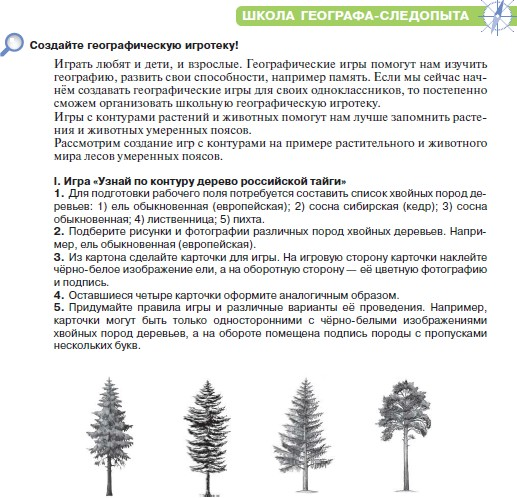 ШКОЛА ГЕОГРАФА-СЛЕДОПЫТА
Создайте географическую игротеку!
Играть любят и дети, и взрослые. Географические игры помогут нам изучить
географию, развить свои способности, например память. Если мы сейчас нач-
нём создавать географические игры для своих одноклассников, то постепенно
сможем организовать школьную географическую игротеку.
Игры с контурами растений и животных помогут нам лучше запомнить расте-
ния и животных умеренных поясов.
Рассмотрим создание игр с контурами на примере растительного и животного
мира лесов умеренных поясов.
I. Игра «Узнай по контуру дерево российской тайги»
1. Для подготовки рабочего поля потребуется составить список хвойных пород де-
ревьев: 1) ель обыкновенная (европейская); 2) сосна сибирская (кедр); 3) сосна
обыкновенная; 4) лиственница; 5) пихта.
2. Подберите рисунки и фотографии различных пород хвойных деревьев. Напри-
мер, ель обыкновенная (европейская).
3. Из картона сделайте карточки для игры. На игровую сторону карточки наклейте
чёрно-белое изображение ели, а на оборотную сторону — её цветную фотографию
и подпись.
4. Оставшиеся четыре карточки оформите аналогичным образом.
5. Придумайте правила игры и различные варианты её проведения. Например,
карточки могут быть только односторонними с чёрно-белыми изображениями
хвойных пород деревьев, а на обороте помещена подпись породы с пропусками
нескольких букв.